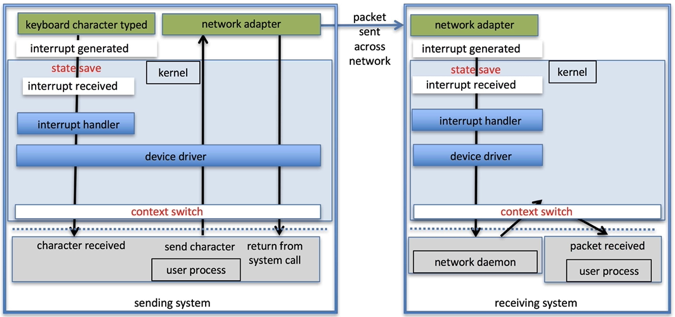 keyboard character typed
network adapter
interrupt generated
state save
kernel
interrupt received
interrupt handler
device driver
context switch
character received
send character
return from
system call
user process
sending system
packet
sent
across
network
network adapter
interrupt generated
state save
kernel
interrupt received
interrupt handler
device driver
context switch
network daemon
packet received
user process
receiving system